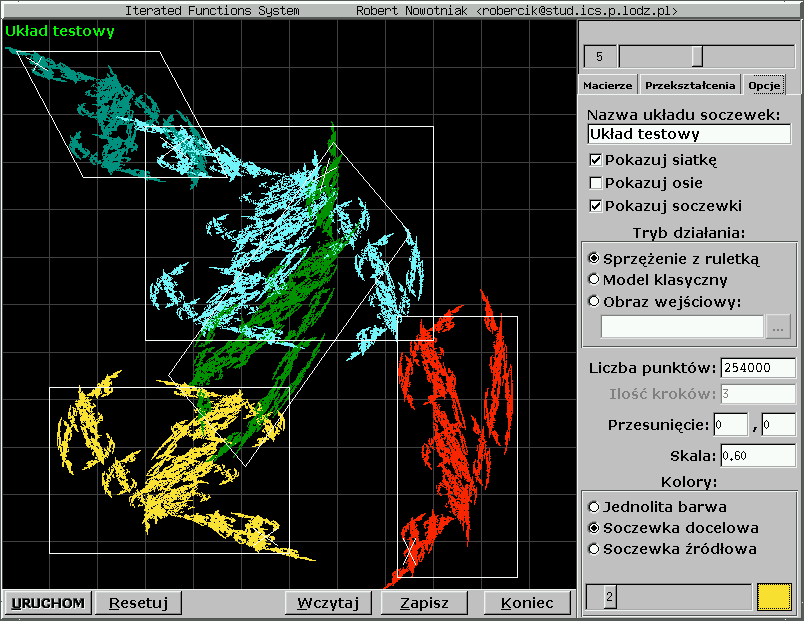 Iterated Functions System Robert Nowotniak <robercik@stud.ics.p.lodz.pl>
Układ testowy
5
Macierze Przekształcenia Opcje
Nazwa układu soczewek:
Układ testowy
Pokazuj siatkę
Pokazuj osie
Pokazuj soczewki
Tryb działania:
Sprzężenie z ruletką
Model klasyczny
Obraz wejściowy:
...
Liczba punktów: 254000
Ilość kroków: 3
Przesunięcie: 0 , 0
Skala: 0.60
Kolory:
Jednolita barwa
Soczewka docelowa
Soczewka źródłowa
2
URUCHOM Resetuj Wczytaj Zapisz Koniec